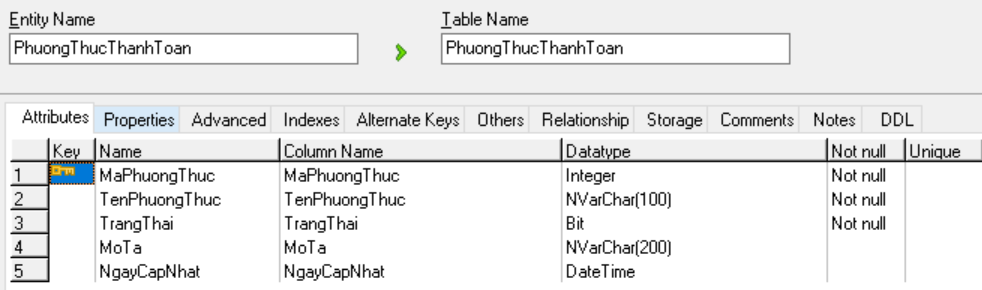 Entity Name Table Name
PhuongThucThanhToan PhuongThucThanhToan
Attributes Properties Advanced Indexes Alternate Keys Others Relationship Storage Comments Notes DDL
Key Name Column Name Datatype Not null Unique
1 MaPhuongThuc MaPhuongThuc Integer Not null
2 TenPhuongThuc TenPhuongThuc NVarChar(100) Not null
3 TrangThai TrangThai Bit Not null
4 MoTa MoTa NVarChar(200)
5 NgayCapNhat NgayCapNhat DateTime